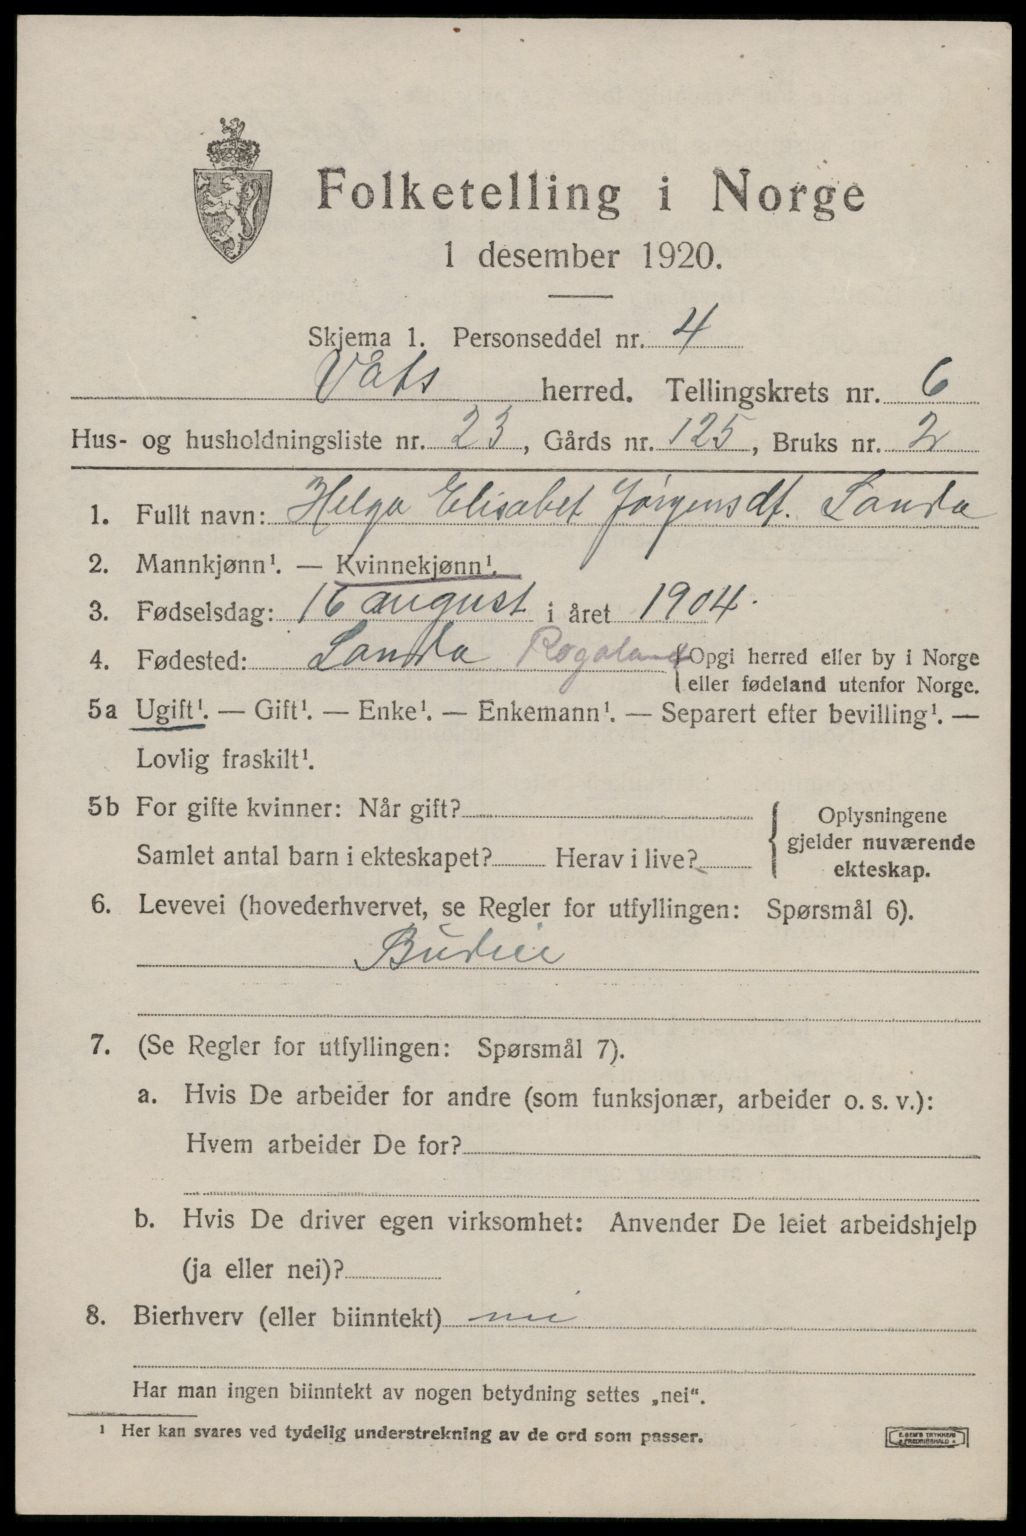 Folketelling i Norge
1 desember 1920.
Skjema 1. Personseddel nr. 4
Vats herred. Tellingskrets nr. 6
Hus- og husholdningsliste nr. 23, Gårds nr. 125, Bruks nr. 2
1. Fullt navn: Helga Elisabet Jørgensdt. Landa
2. Mannkjønn¹. — Kvinnekjønn¹.
3. Fødselsdag: 16 august i året 1904.
4. Fødested: Landa Rogaland {Opgi herred eller by i Norge
eller fødeland utenfor Norge.
5a Ugift¹. — Gift¹. — Enke¹. — Enkemann¹. — Separert efter bevilling¹. —
Lovlig fraskilt¹.
5b For gifte kvinner: Når gift?
Samlet antal barn i ekteskapet? Herav i live?
{ Oplysningene
gjelder nuværende
ekteskap.
6. Levevei (hovederhvervet, se Regler for utfyllingen: Spørsmål 6).
Budeie
7. (Se Regler for utfyllingen: Spørsmål 7).
a. Hvis De arbeider for andre (som funksjonær, arbeider o. s. v.):
Hvem arbeider De for?
b. Hvis De driver egen virksomhet: Anvender De leiet arbeidshjelp
(ja eller nei)?
8. Bierhverv (eller biinntekt) nei
Har man ingen biinntekt av nogen betydning settes „nei“.
¹ Her kan svares ved tydelig understrekning av de ord som passer.